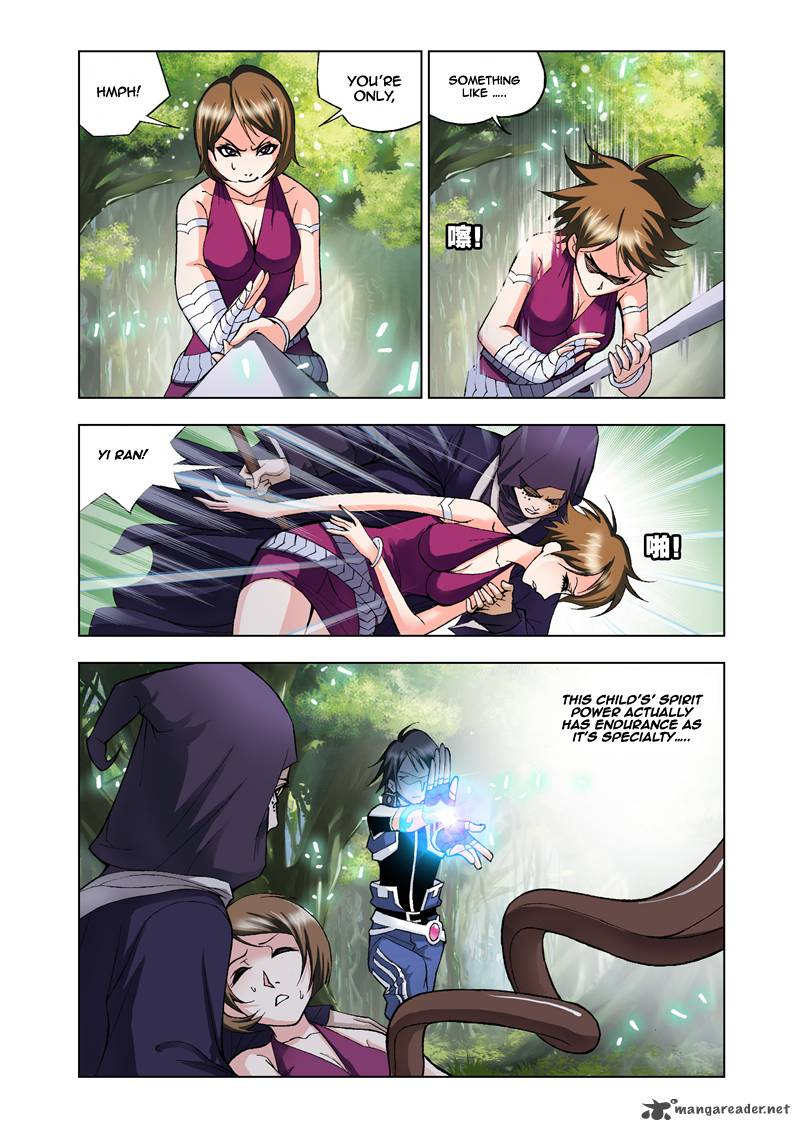 HMPH!
YOU'RE
ONLY,
SOMETHING
LIKE .....
嚓!
YI RAN!
啪!
THIS CHILD'S' SPIRIT
POWER ACTUALLY
HAS ENDURANCE AS
IT'S SPECIALTY.....
mangareader.net